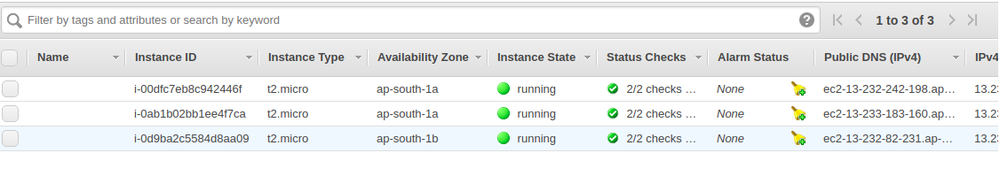 Filter by tags and attributes or search by keyword ? 1 to 3 of 3
Name Instance ID Instance Type Availability Zone Instance State Status Checks Alarm Status Public DNS (IPv4) IPv4
i-00dfc7eb8c942446f t2.micro ap-south-1a running 2/2 checks ... None ec2-13-232-242-198.ap... 13.23
i-0ab1b02bb1ee4f7ca t2.micro ap-south-1a running 2/2 checks ... None ec2-13-233-183-160.ap... 13.23
i-0d9ba2c5584d8aa09 t2.micro ap-south-1b running 2/2 checks ... None ec2-13-232-82-231.ap-... 13.23